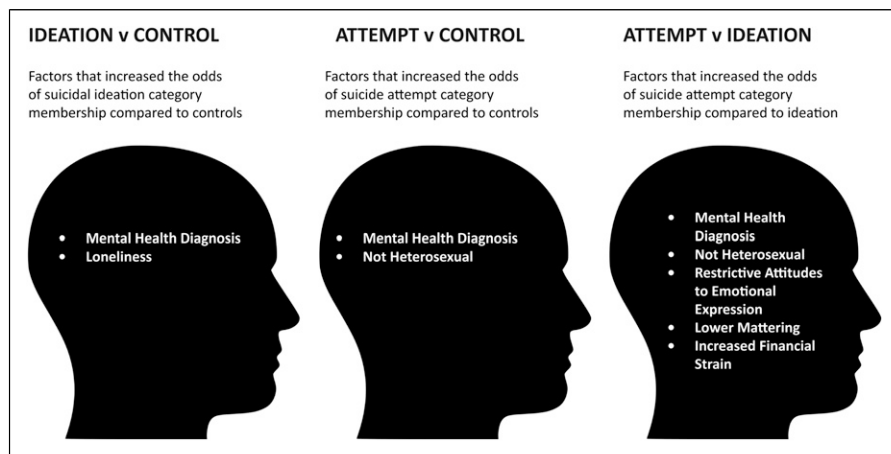 IDEATION v CONTROL
Factors that increased the odds
of suicidal ideation category
membership compared to controls
• Mental Health Diagnosis
• Loneliness
ATTEMPT v CONTROL
Factors that increased the odds
of suicide attempt category
membership compared to controls
• Mental Health Diagnosis
• Not Heterosexual
ATTEMPT v IDEATION
Factors that increased the odds
of suicide attempt category
membership compared to ideation
• Mental Health
Diagnosis
• Not Heterosexual
• Restrictive Attitudes
to Emotional
Expression
• Lower Mattering
• Increased Financial
Strain